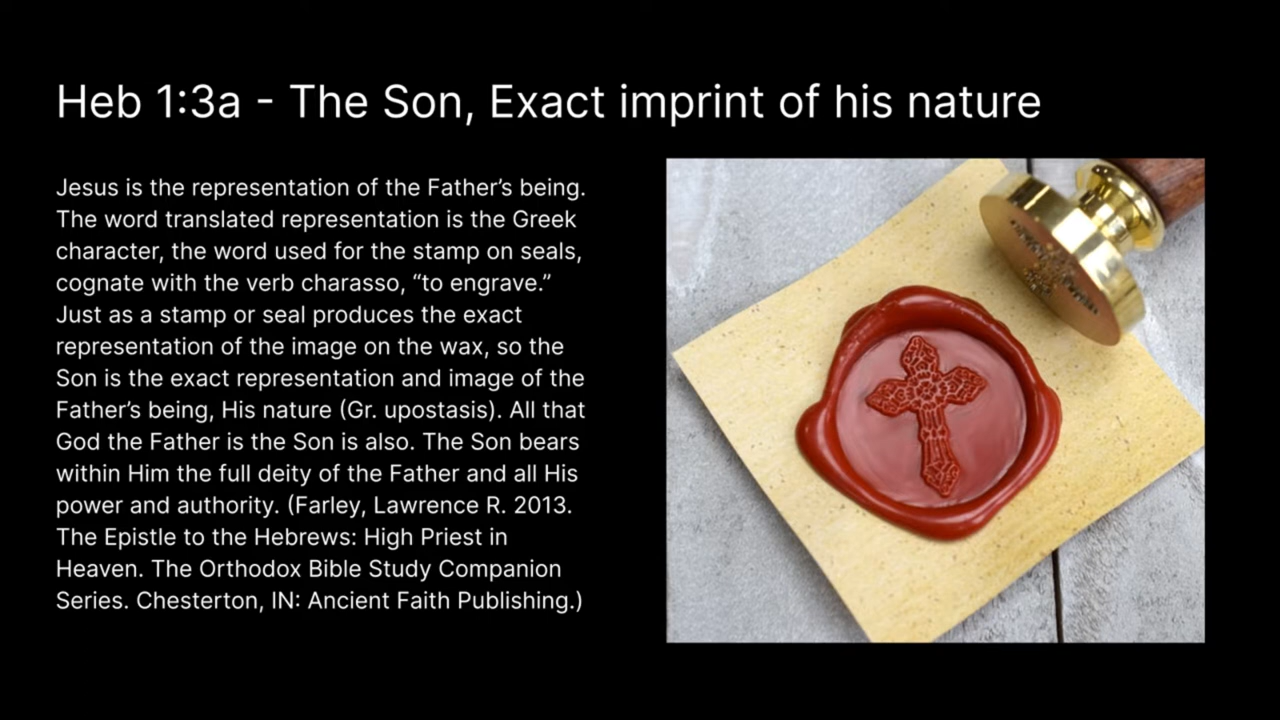 Heb 1:3a - The Son, Exact imprint of his nature
Jesus is the representation of the Father’s being.
The word translated representation is the Greek
character, the word used for the stamp on seals,
cognate with the verb charasso, “to engrave.”
Just as a stamp or seal produces the exact
representation of the image on the wax, so the
Son is the exact representation and image of the
Father’s being, His nature (Gr. upostasis). All that
God the Father is the Son is also. The Son bears
within Him the full deity of the Father and all His
power and authority. (Farley, Lawrence R. 2013.
The Epistle to the Hebrews: High Priest in
Heaven. The Orthodox Bible Study Companion
Series. Chesterton, IN: Ancient Faith Publishing.)